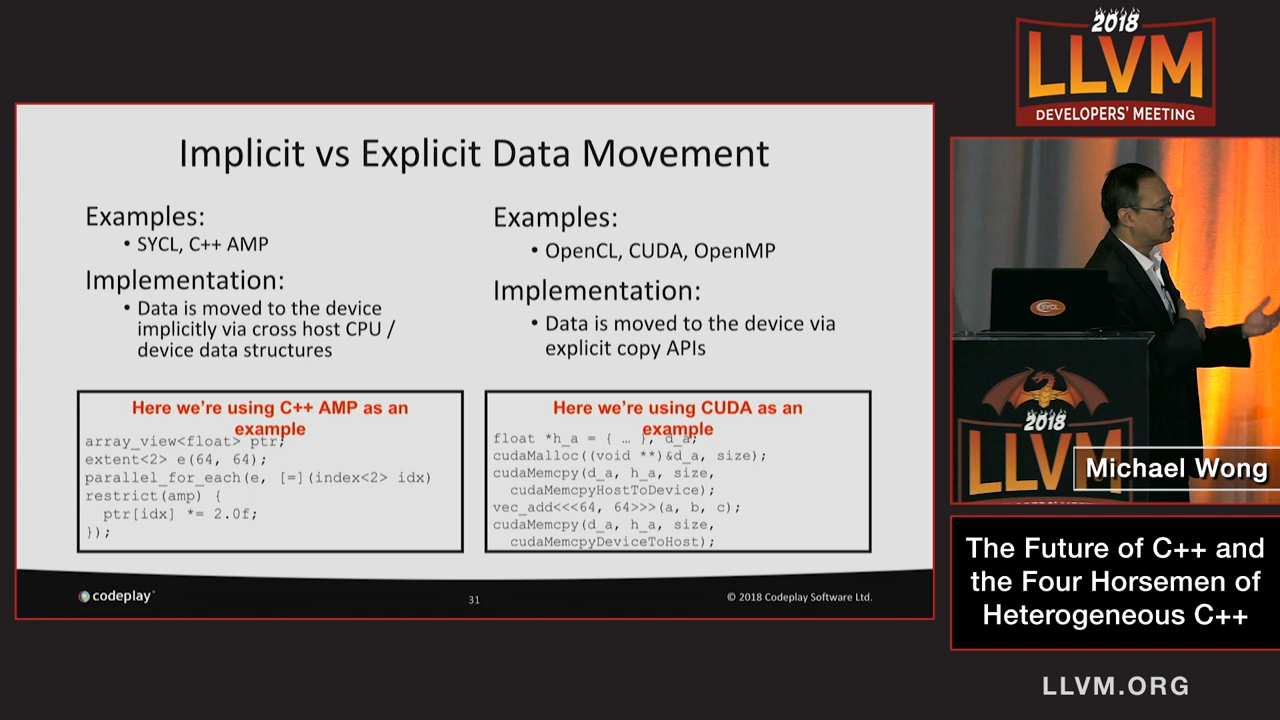 Implicit vs Explicit Data Movement
Examples:
• SYCL, C++ AMP
Implementation:
• Data is moved to the device
implicitly via cross host CPU /
device data structures
Here we’re using C++ AMP as an
example
array_view<float> ptr;
extent<2> e(64, 64);
parallel_for_each(e, [=](index<2> idx)
restrict(amp) {
  ptr[idx] *= 2.0f;
});
Examples:
• OpenCL, CUDA, OpenMP
Implementation:
• Data is moved to the device via
explicit copy APIs
Here we’re using CUDA as an
example
float *h_a = { … }, d_a;
cudaMalloc((void **)&d_a, size);
cudaMemcpy(d_a, h_a, size,
  cudaMemcpyHostToDevice);
vec_add<<<64, 64>>>(a, b, c);
cudaMemcpy(d_a, h_a, size,
  cudaMemcpyDeviceToHost);
codeplay
31
© 2018 Codeplay Software Ltd.
2018
LLVM
DEVELOPERS' MEETING
SYCL
2018
LLVM
Michael Wong
The Future of C++ and
the Four Horsemen of
Heterogeneous C++
LLVM.ORG